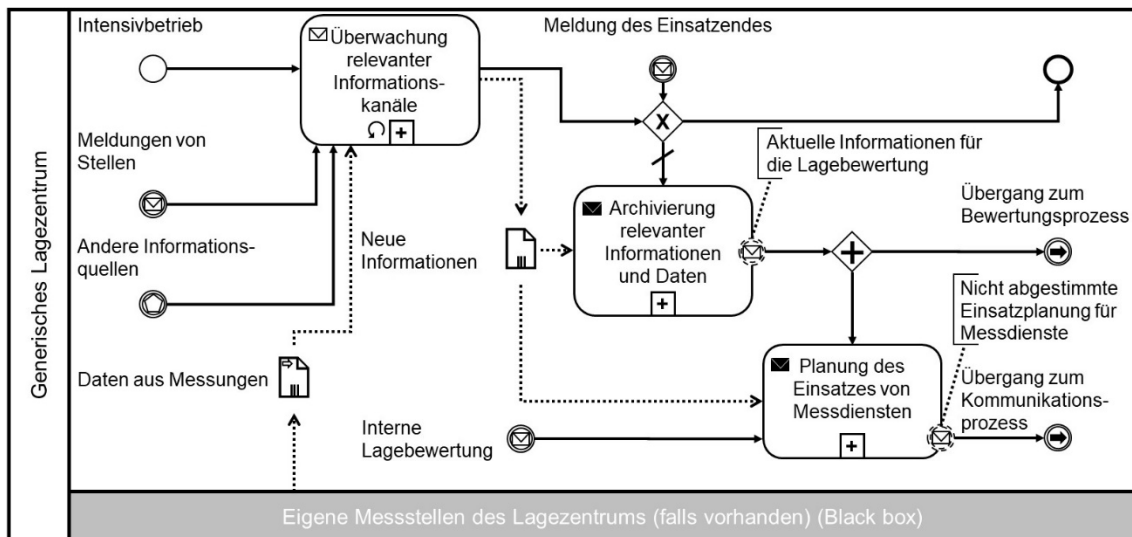 Generisches Lagezentrum
Intensivbetrieb
Überwachung
relevanter
Informations-
kanäle
Meldung des Einsatzendes
X
Meldungen von
Stellen
Aktuelle Informationen für
die Lagebewertung
Andere Informations-
quellen
Neue
Informationen
Archivierung
relevanter
Informationen
und Daten
Übergang zum
Bewertungsprozess
Nicht abgestimmte
Einsatzplanung für
Messdienste
Daten aus Messungen
Planung des
Einsatzes von
Messdiensten
Übergang zum
Kommunikations-
prozess
Interne
Lagebewertung
Eigene Messstellen des Lagezentrums (falls vorhanden) (Black box)